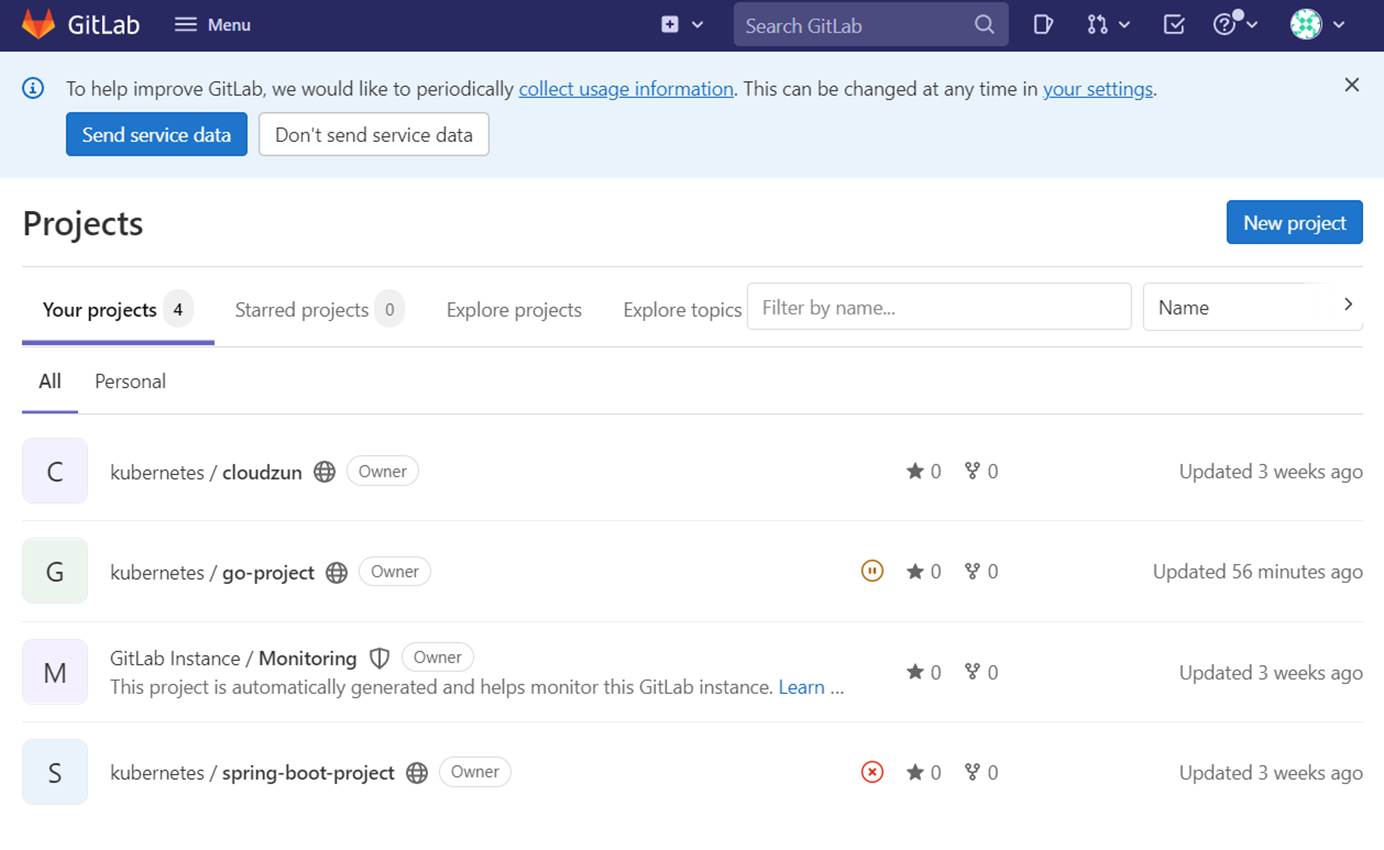 GitLab Menu Search GitLab
To help improve GitLab, we would like to periodically collect usage information. This can be changed at any time in your settings.
Send service data Don't send service data
Projects New project
Your projects 4 Starred projects 0 Explore projects Explore topics Filter by name... Name
All Personal
C kubernetes / cloudzun Owner 0 0 Updated 3 weeks ago
G kubernetes / go-project Owner 0 0 Updated 56 minutes ago
M GitLab Instance / Monitoring Owner 0 0 Updated 3 weeks ago
This project is automatically generated and helps monitor this GitLab instance. Learn ...
S kubernetes / spring-boot-project Owner 0 0 Updated 3 weeks ago